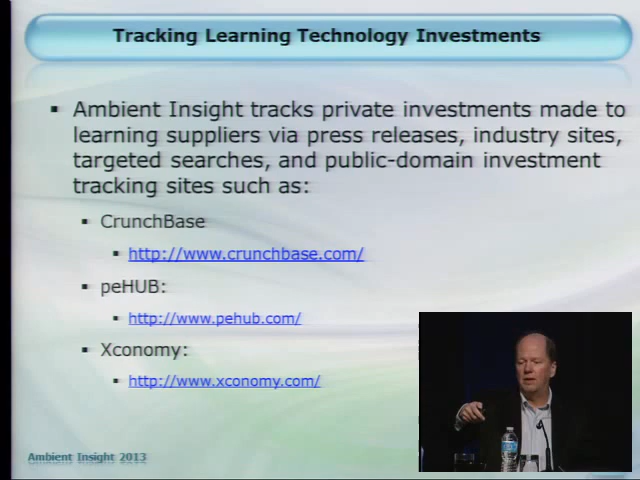 Tracking Learning Technology Investments
▪ Ambient Insight tracks private investments made to
learning suppliers via press releases, industry sites,
targeted searches, and public-domain investment
tracking sites such as:
▪ CrunchBase
▪ http://www.crunchbase.com/
▪ peHUB:
▪ http://www.pehub.com/
▪ Xconomy:
▪ http://www.xconomy.com/
Ambient Insight 2013